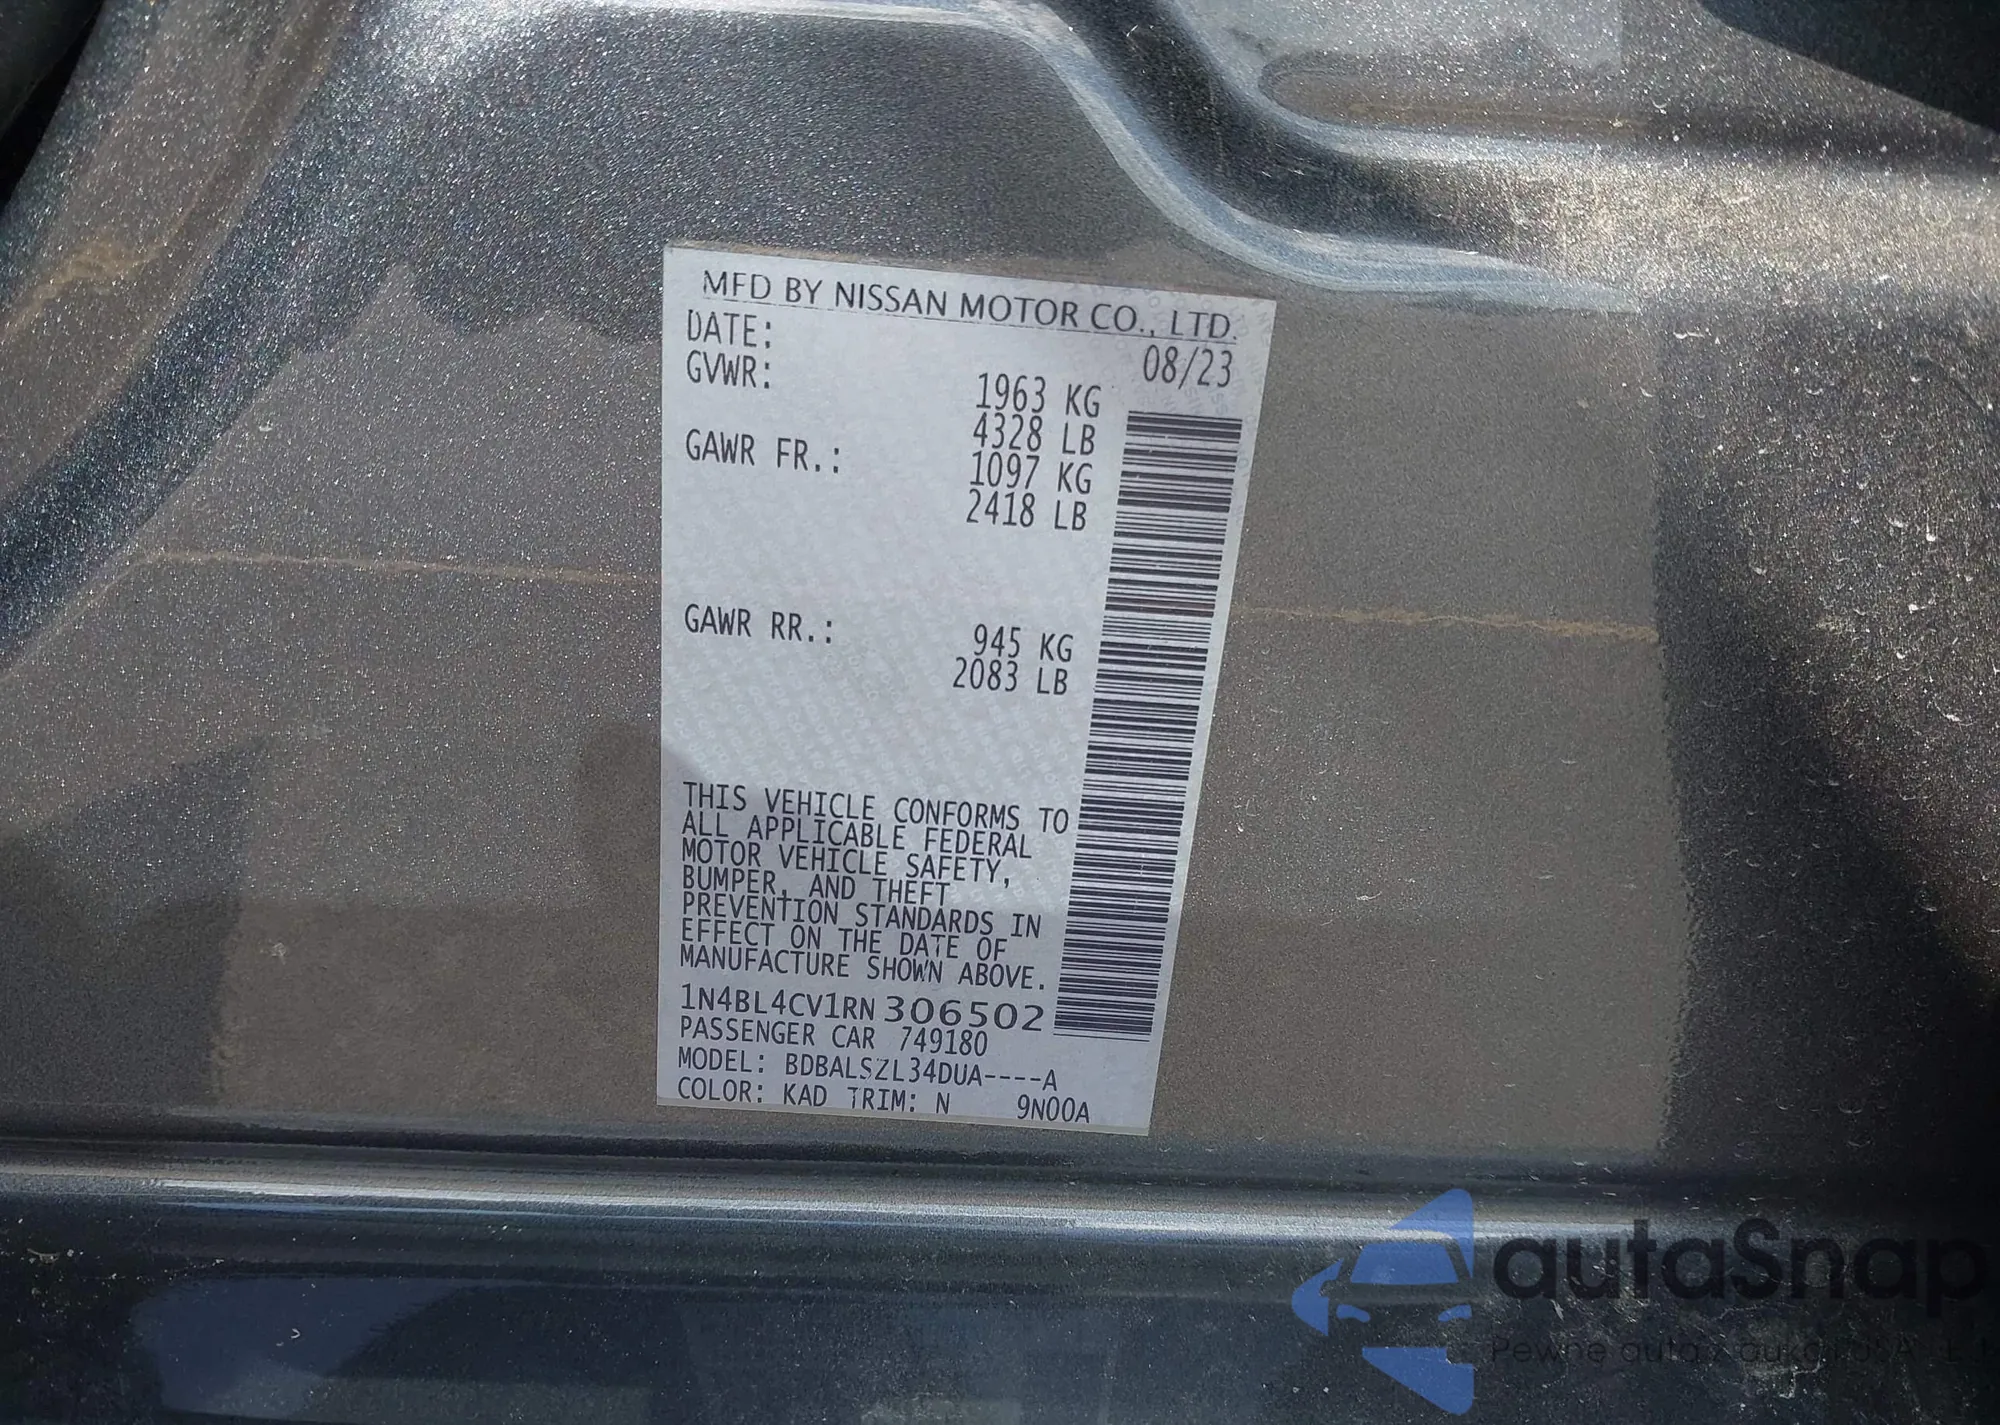 MFD BY NISSAN MOTOR CO., LTD.
DATE: 08/23
GVWR: 1963 KG
4328 LB
GAWR FR.: 1097 KG
2418 LB
GAWR RR.: 945 KG
2083 LB
THIS VEHICLE CONFORMS TO
ALL APPLICABLE FEDERAL
MOTOR VEHICLE SAFETY,
BUMPER, AND THEFT
PREVENTION STANDARDS IN
EFFECT ON THE DATE OF
MANUFACTURE SHOWN ABOVE.
1N4BL4CV1RN306502
PASSENGER CAR 749180
MODEL: BDBALSZL34DUA----A
COLOR: KAD TRIM: N 9N00A
autaSnap
Pewne auta z